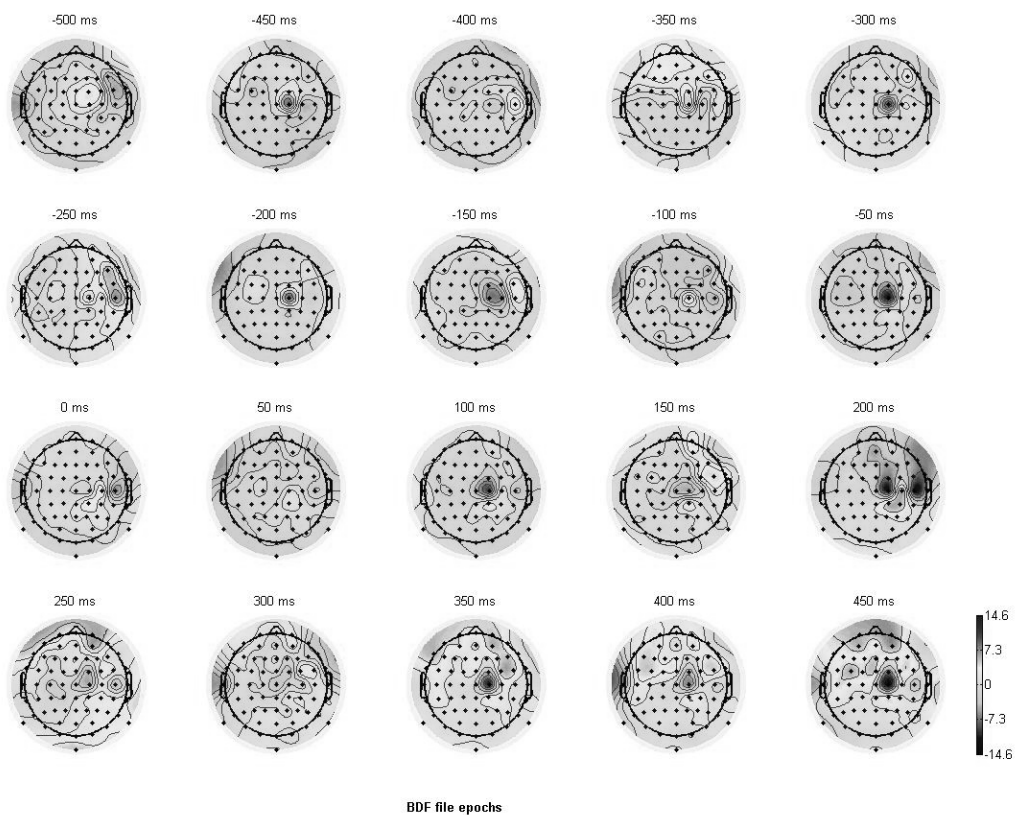 -500 ms -450 ms -400 ms -350 ms -300 ms
-250 ms -200 ms -150 ms -100 ms -50 ms
0 ms 50 ms 100 ms 150 ms 200 ms
250 ms 300 ms 350 ms 400 ms 450 ms
14.6
7.3
0
-7.3
-14.6
BDF file epochs